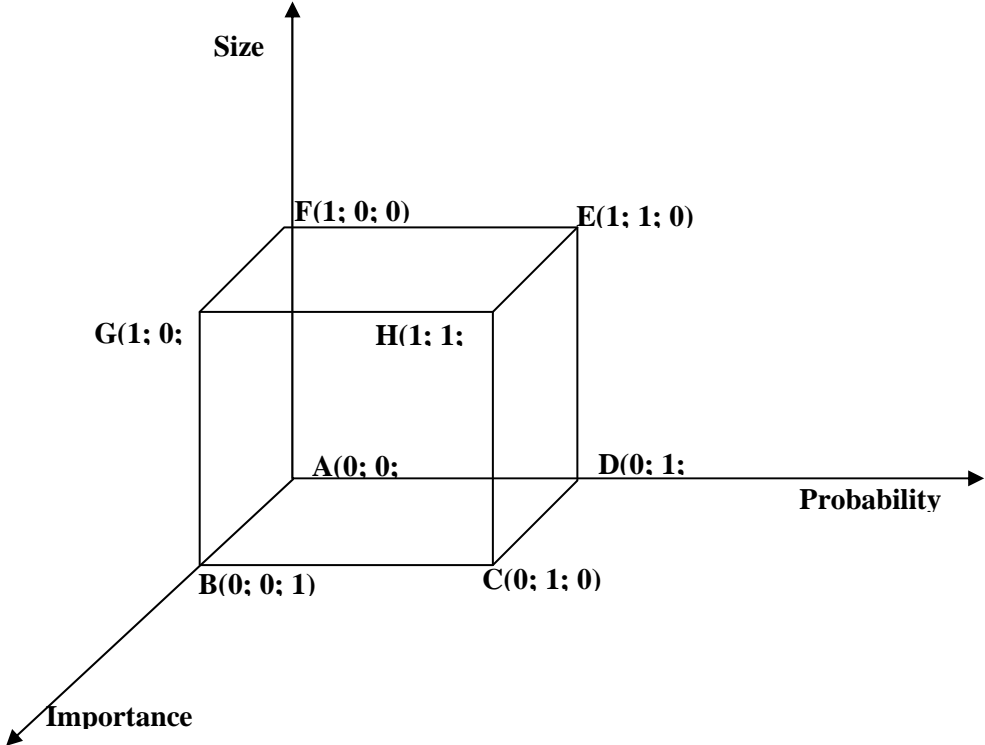 Size
F(1; 0; 0)
E(1; 1; 0)
G(1; 0;
H(1; 1;
A(0; 0;
D(0; 1;
Probability
B(0; 0; 1)
C(0; 1; 0)
Importance